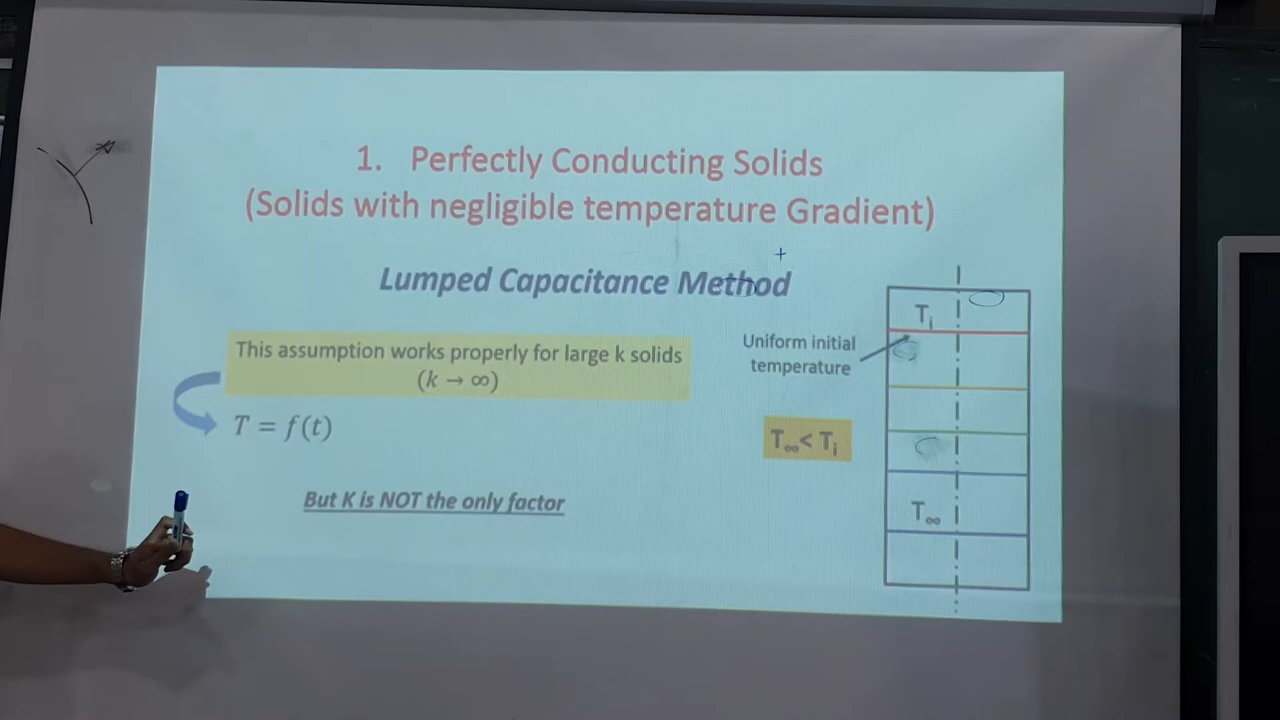 1. Perfectly Conducting Solids
(Solids with negligible temperature Gradient)
Lumped Capacitance Method
This assumption works properly for large k solids
(k → ∞)
T = f(t)
But K is NOT the only factor
Uniform initial
temperature
T∞< Ti
Ti
T∞